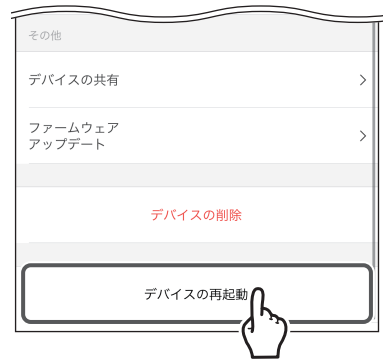 その他
デバイスの共有
ファームウェア
アップデート
デバイスの削除
デバイスの再起動